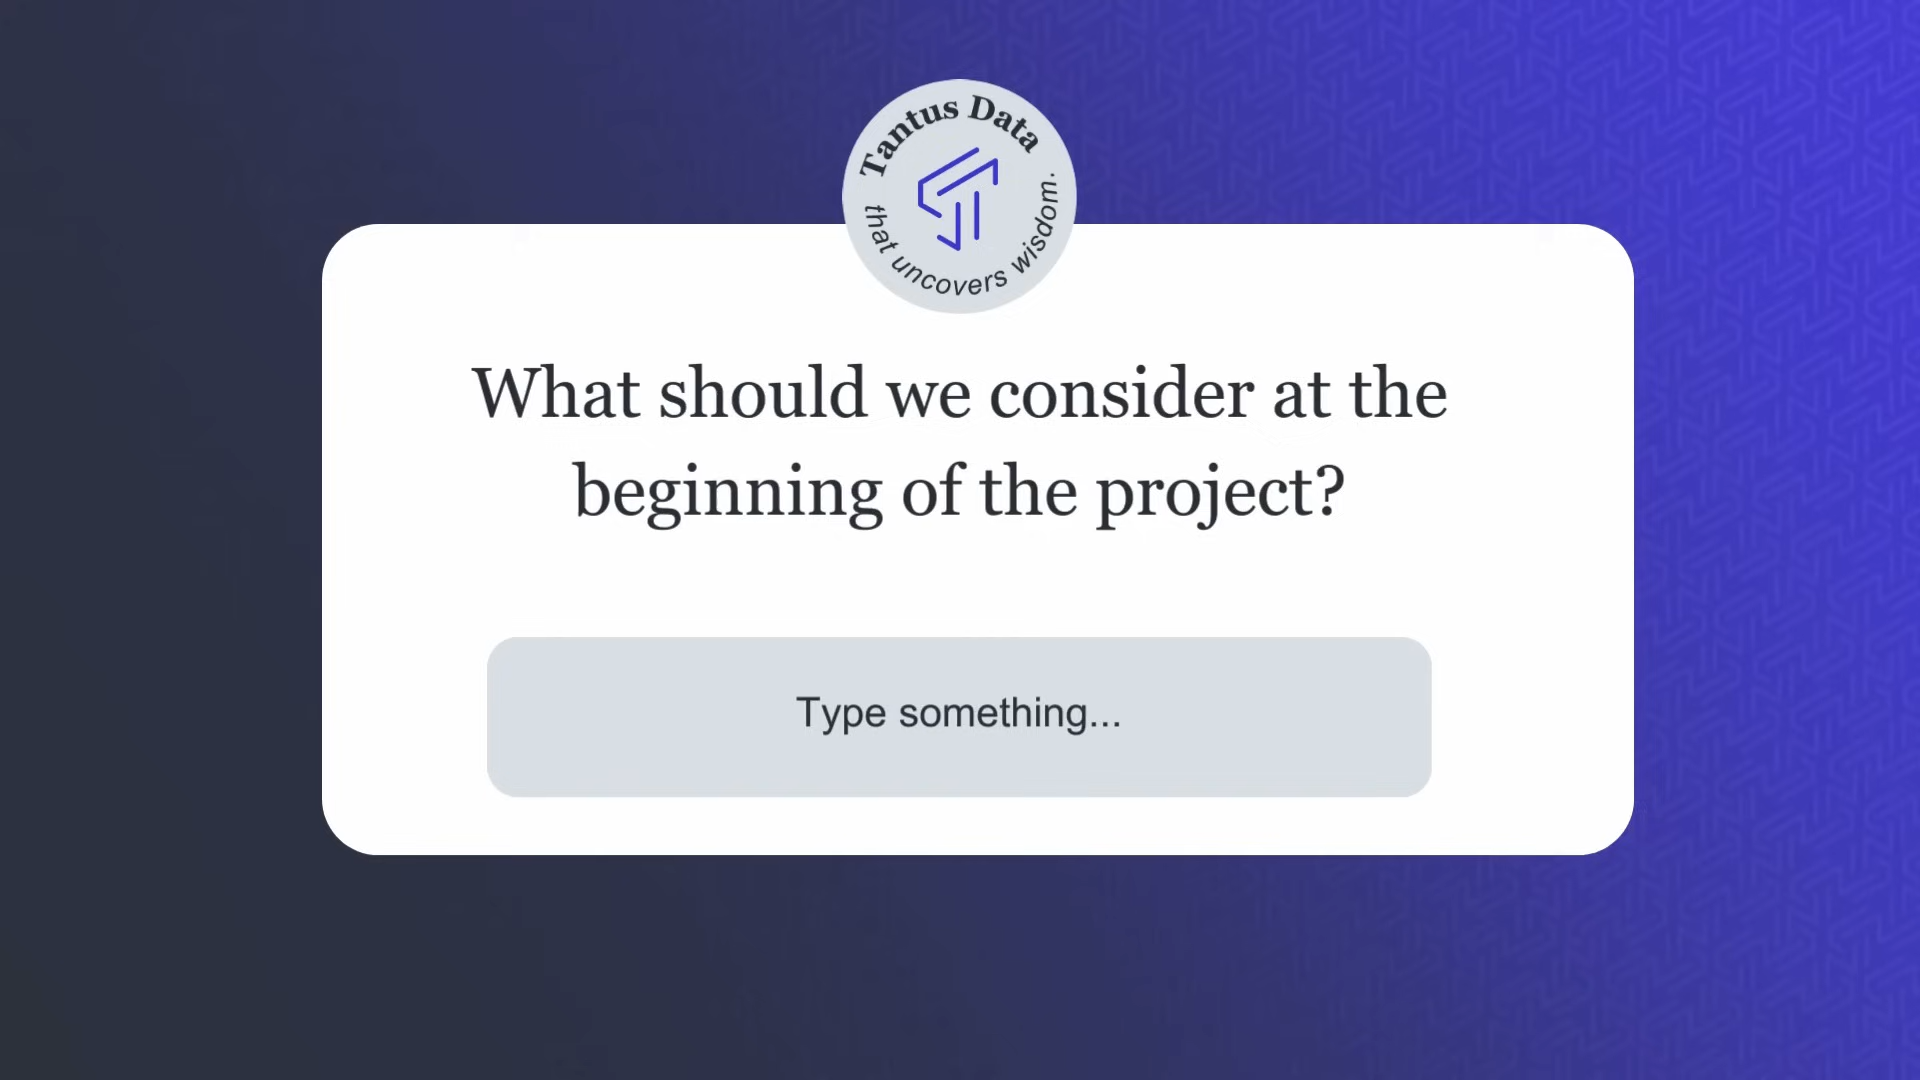 Tantus Data
that uncovers wisdom.
What should we consider at the
beginning of the project?
Type something...